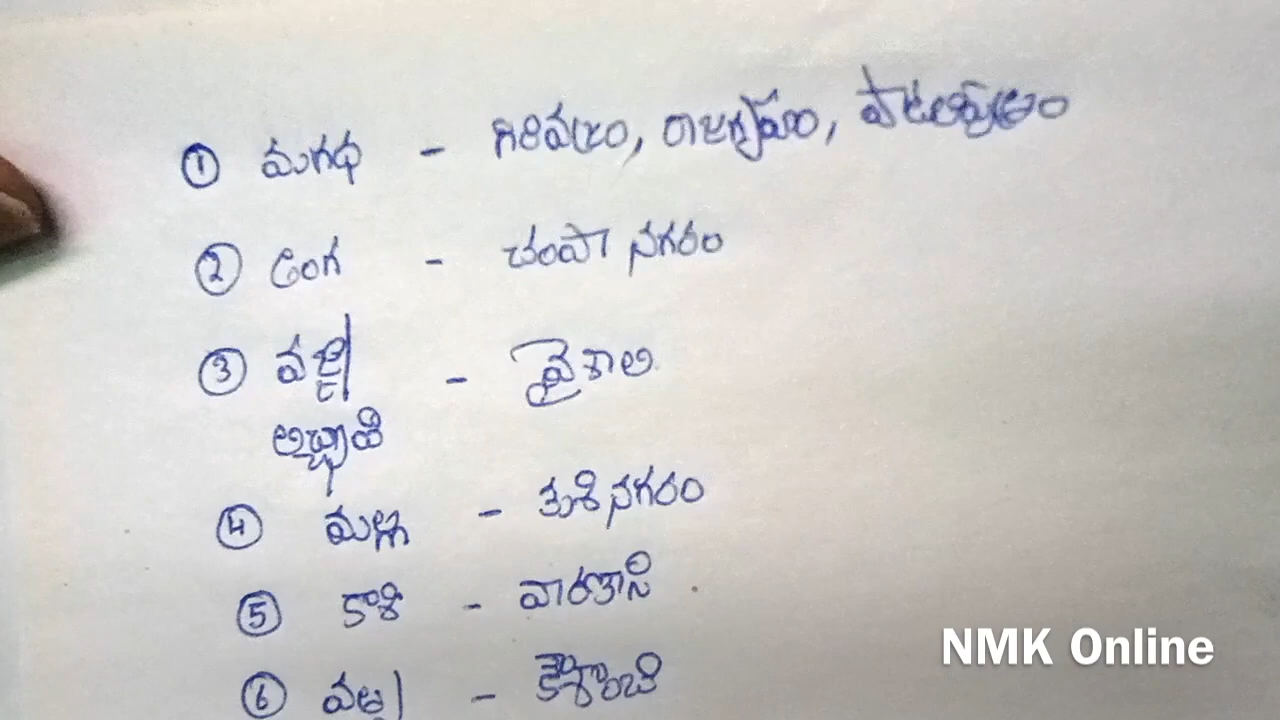 ① మగధ - గిరివ్రజం, రాజగృహం, పాటలీపుత్రం
② అంగ - చంపా నగరం
③ వజ్జి - వైశాలి
④ మల్ల - కుశినగరం
⑤ కాశి - వారణాసి
⑥ వత్స - కౌశాంబి
NMK Online